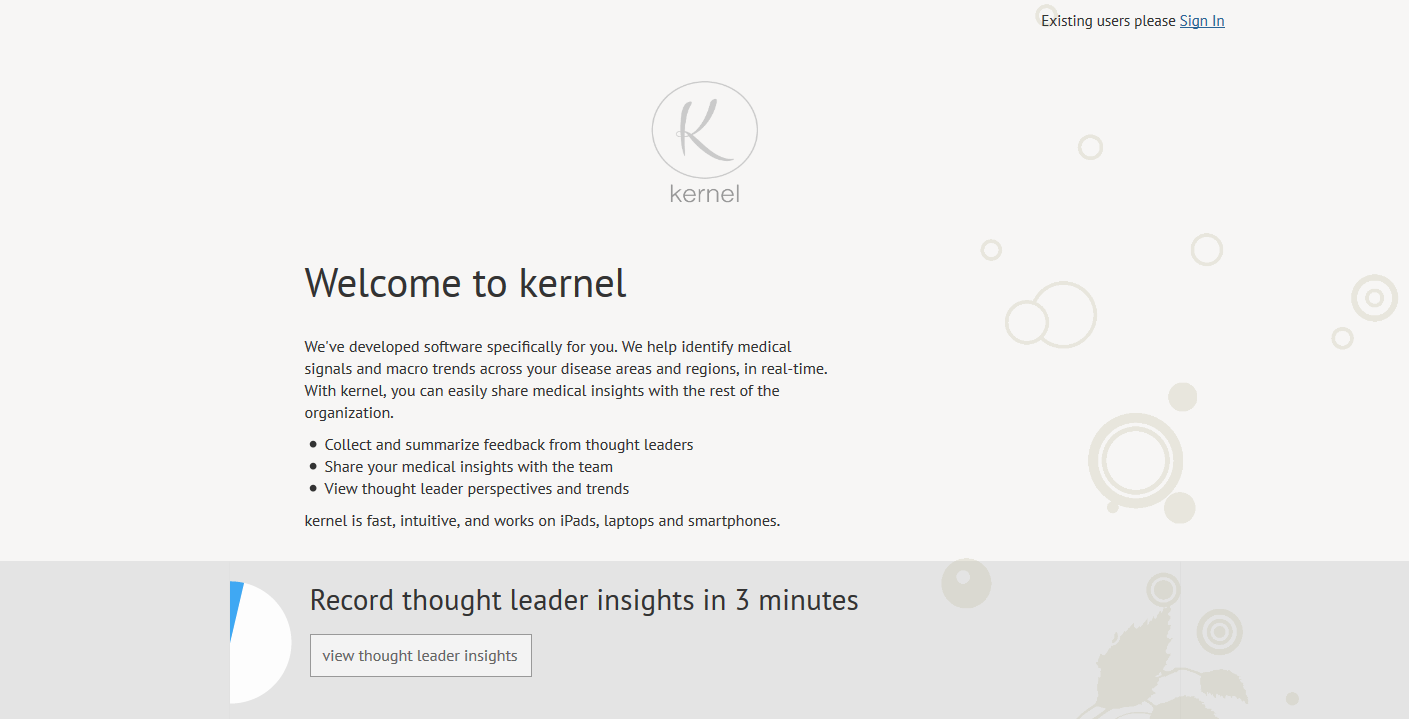 Existing users please Sign In
K
kernel
Welcome to kernel
We've developed software specifically for you. We help identify medical
signals and macro trends across your disease areas and regions, in real-time.
With kernel, you can easily share medical insights with the rest of the
organization.
• Collect and summarize feedback from thought leaders
• Share your medical insights with the team
• View thought leader perspectives and trends
kernel is fast, intuitive, and works on iPads, laptops and smartphones.
Record thought leader insights in 3 minutes
view thought leader insights